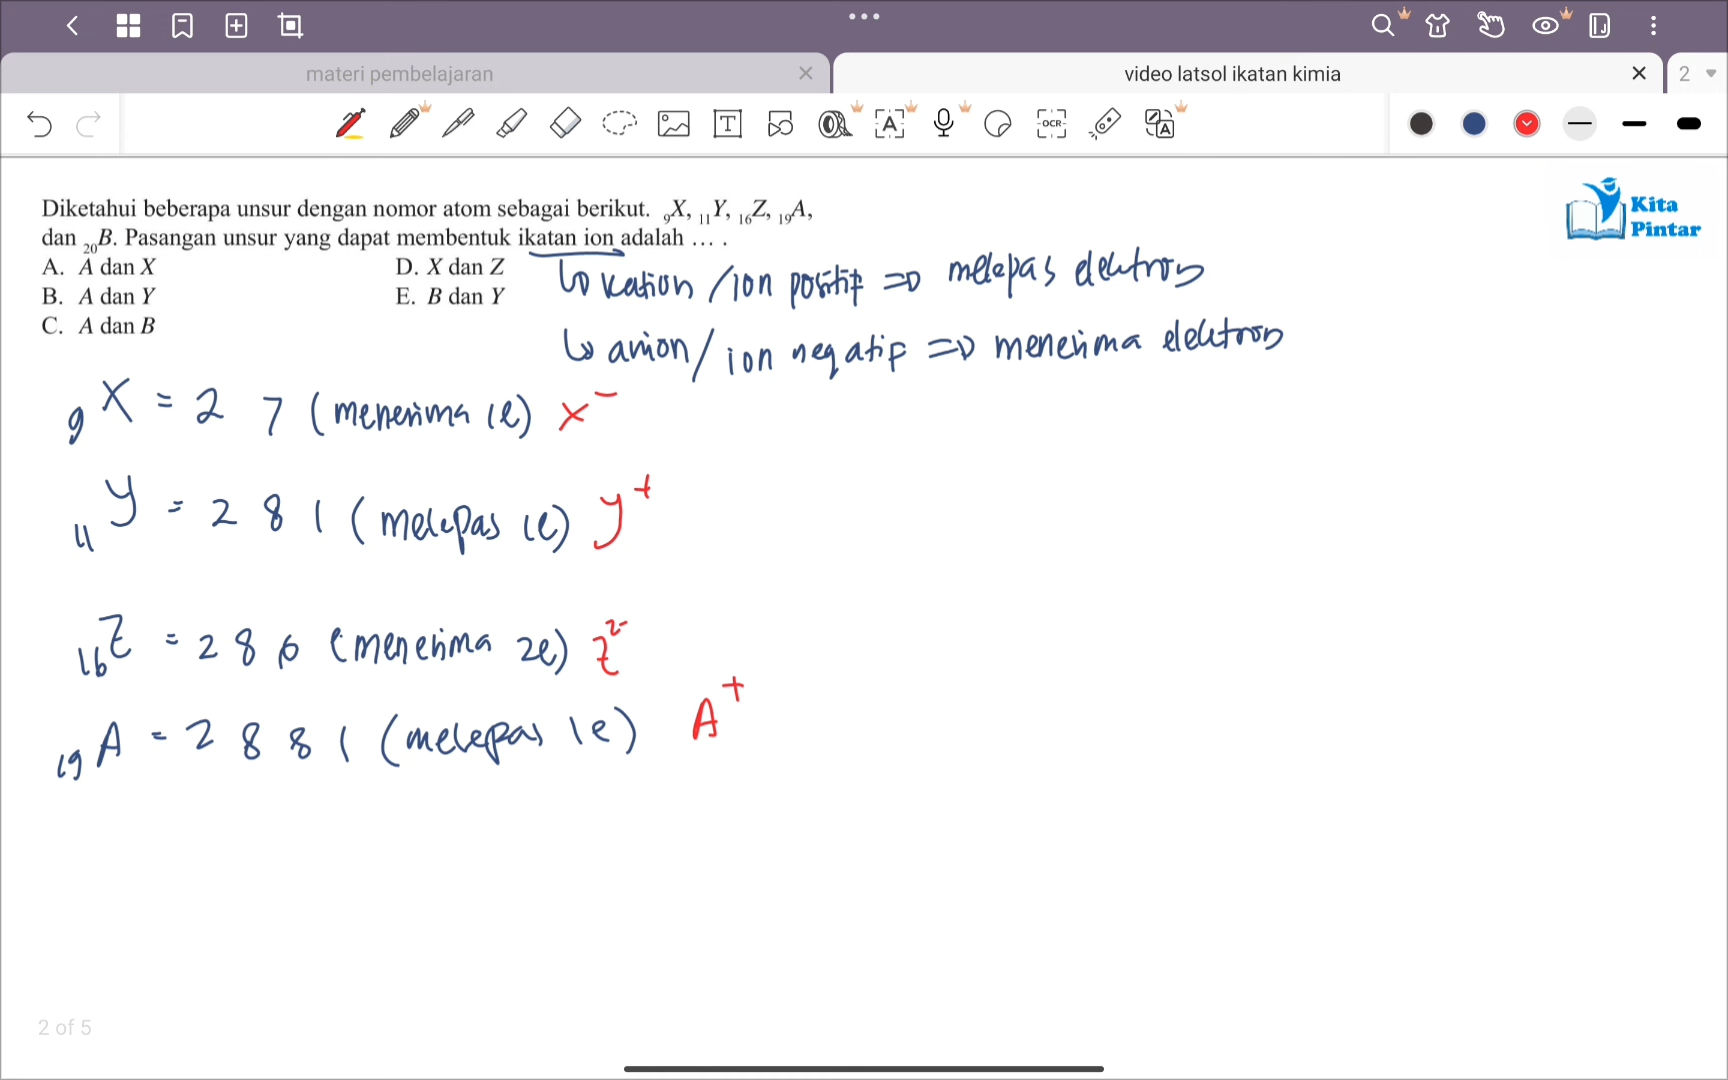 materi pembelajaran
video latsol ikatan kimia
2
T
A
OCR
A
Kita
Pintar
Diketahui beberapa unsur dengan nomor atom sebagai berikut. ₉X, ₁₁Y, ₁₆Z, ₁₉A,
dan ₂₀B. Pasangan unsur yang dapat membentuk ikatan ion adalah ... .
A. A dan X
B. A dan Y
C. A dan B
D. X dan Z
E. B dan Y
↳ kation / ion positif ⇒ melepas elektron
↳ anion / ion negatif ⇒ menerima elektron
₉X = 2 7 (menerima 1e) X⁻
₁₁Y = 2 8 1 (melepas 1e) Y⁺
₁₆Z = 2 8 6 (menerima 2e) Z²⁻
₁₉A = 2 8 8 1 (melepas 1e) A⁺
2 of 5